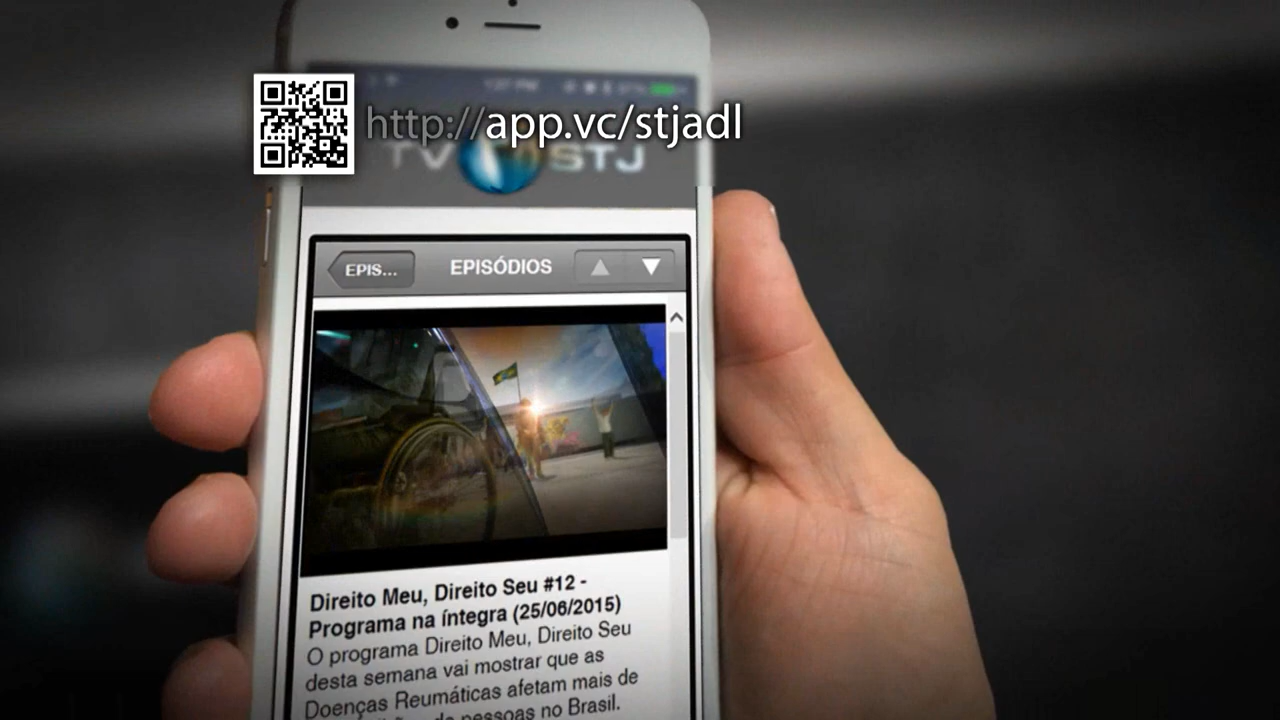 http://app.vc/stjadl
TV STJ
EPIS...
EPISÓDIOS
Direito Meu, Direito Seu #12 -
Programa na íntegra (25/06/2015)
O programa Direito Meu, Direito Seu
desta semana vai mostrar que as
Doenças Reumáticas afetam mais de
de pessoas no Brasil.